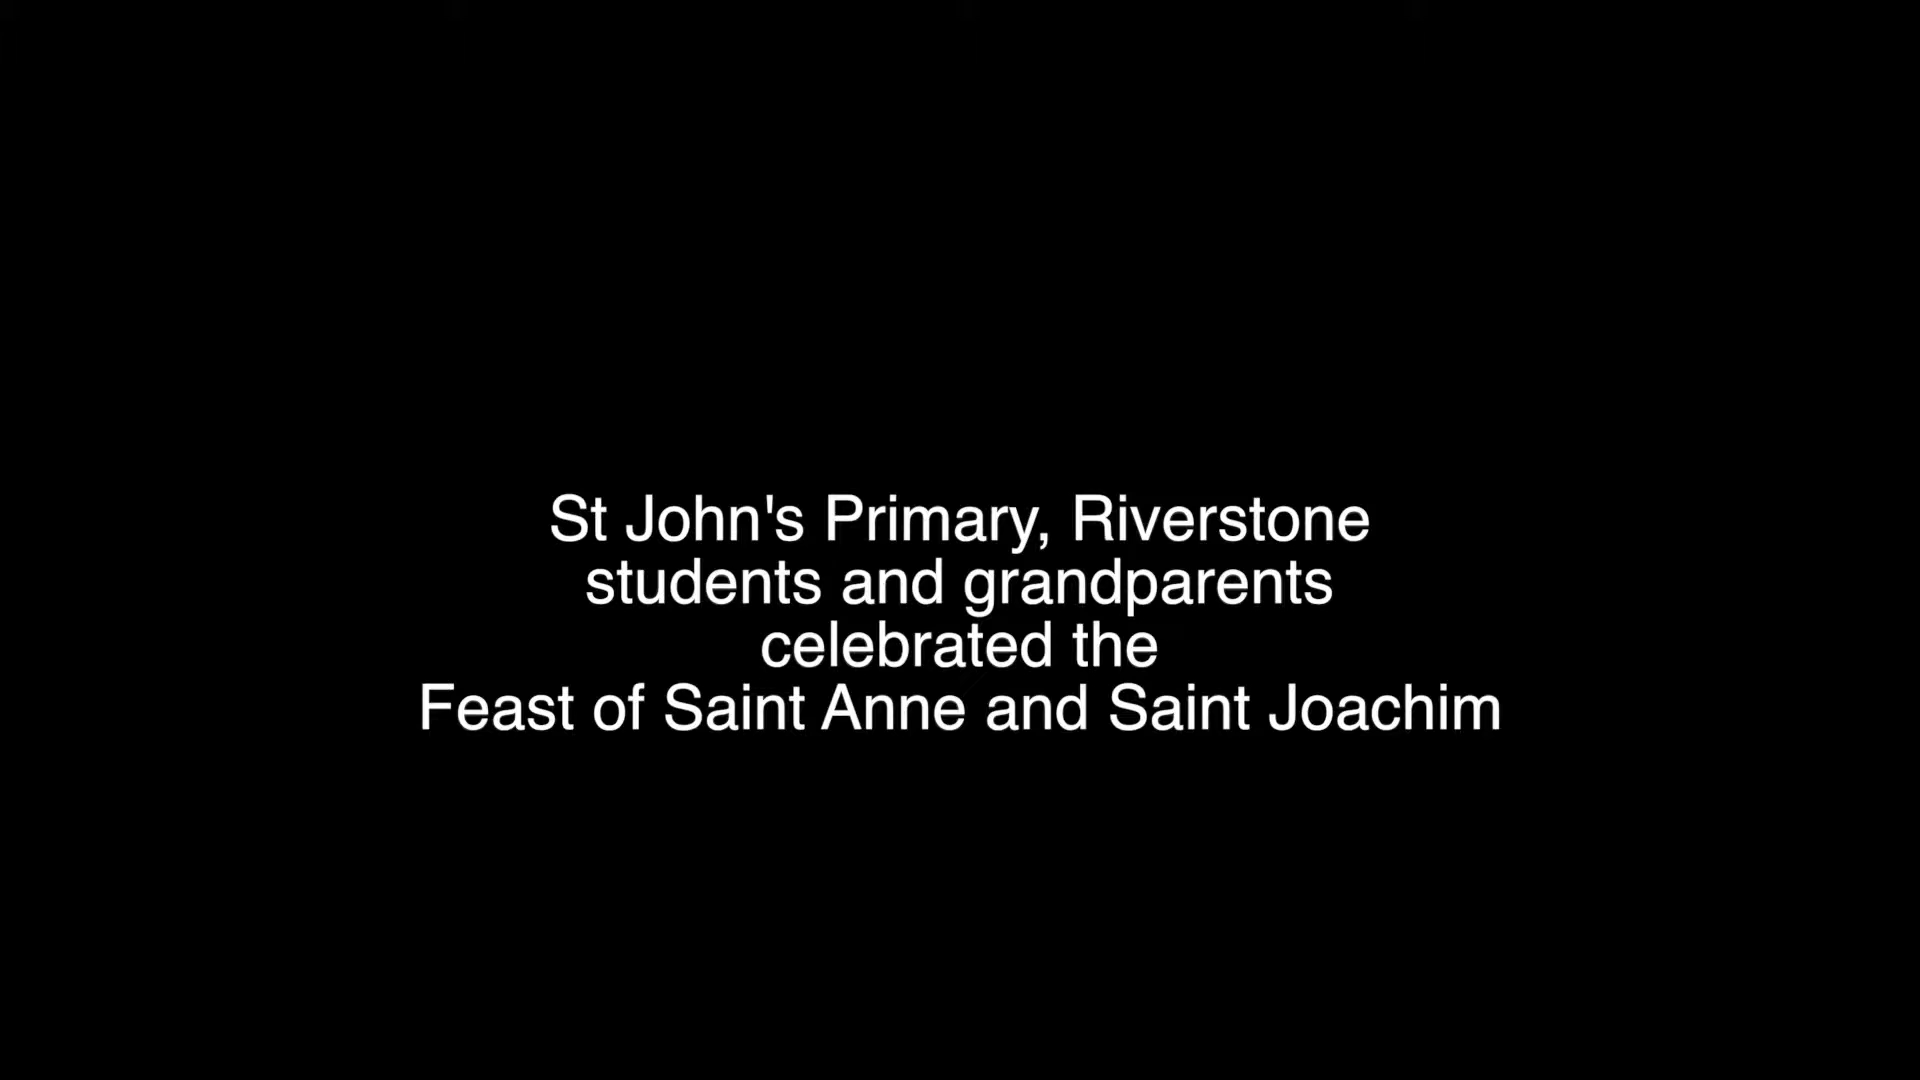 St John's Primary, Riverstone
students and grandparents
celebrated the
Feast of Saint Anne and Saint Joachim